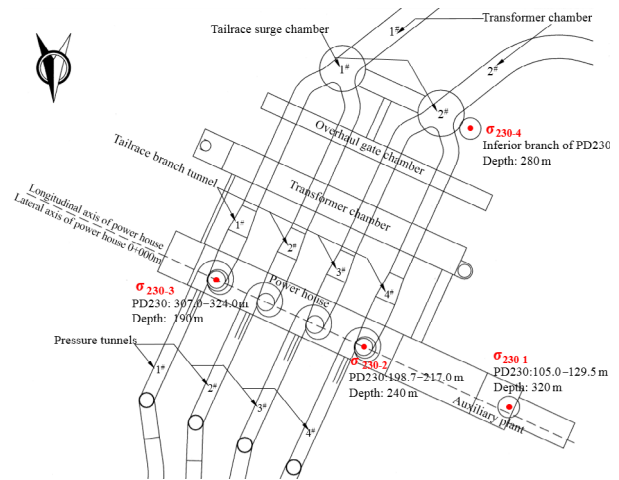 Transformer chamber
Tailrace surge chamber
1#
1#
2#
2#
σ230-4
Inferior branch of PD230
Depth: 280 m
Overhaul gate chamber
Tailrace branch tunnel
Transformer chamber
Longitudinal axis of power house
Lateral axis of power house 0+000m
1#
2#
3#
4#
σ230-3
PD230: 307.0–324.0m
Depth: 190m
Power house
Pressure tunnels
σ230-2
PD230:198.7–217.0 m
Depth: 240 m
σ230 1
PD230:105.0–129.5 m
Depth: 320 m
Auxiliary plant
1#
2#
3#
4#